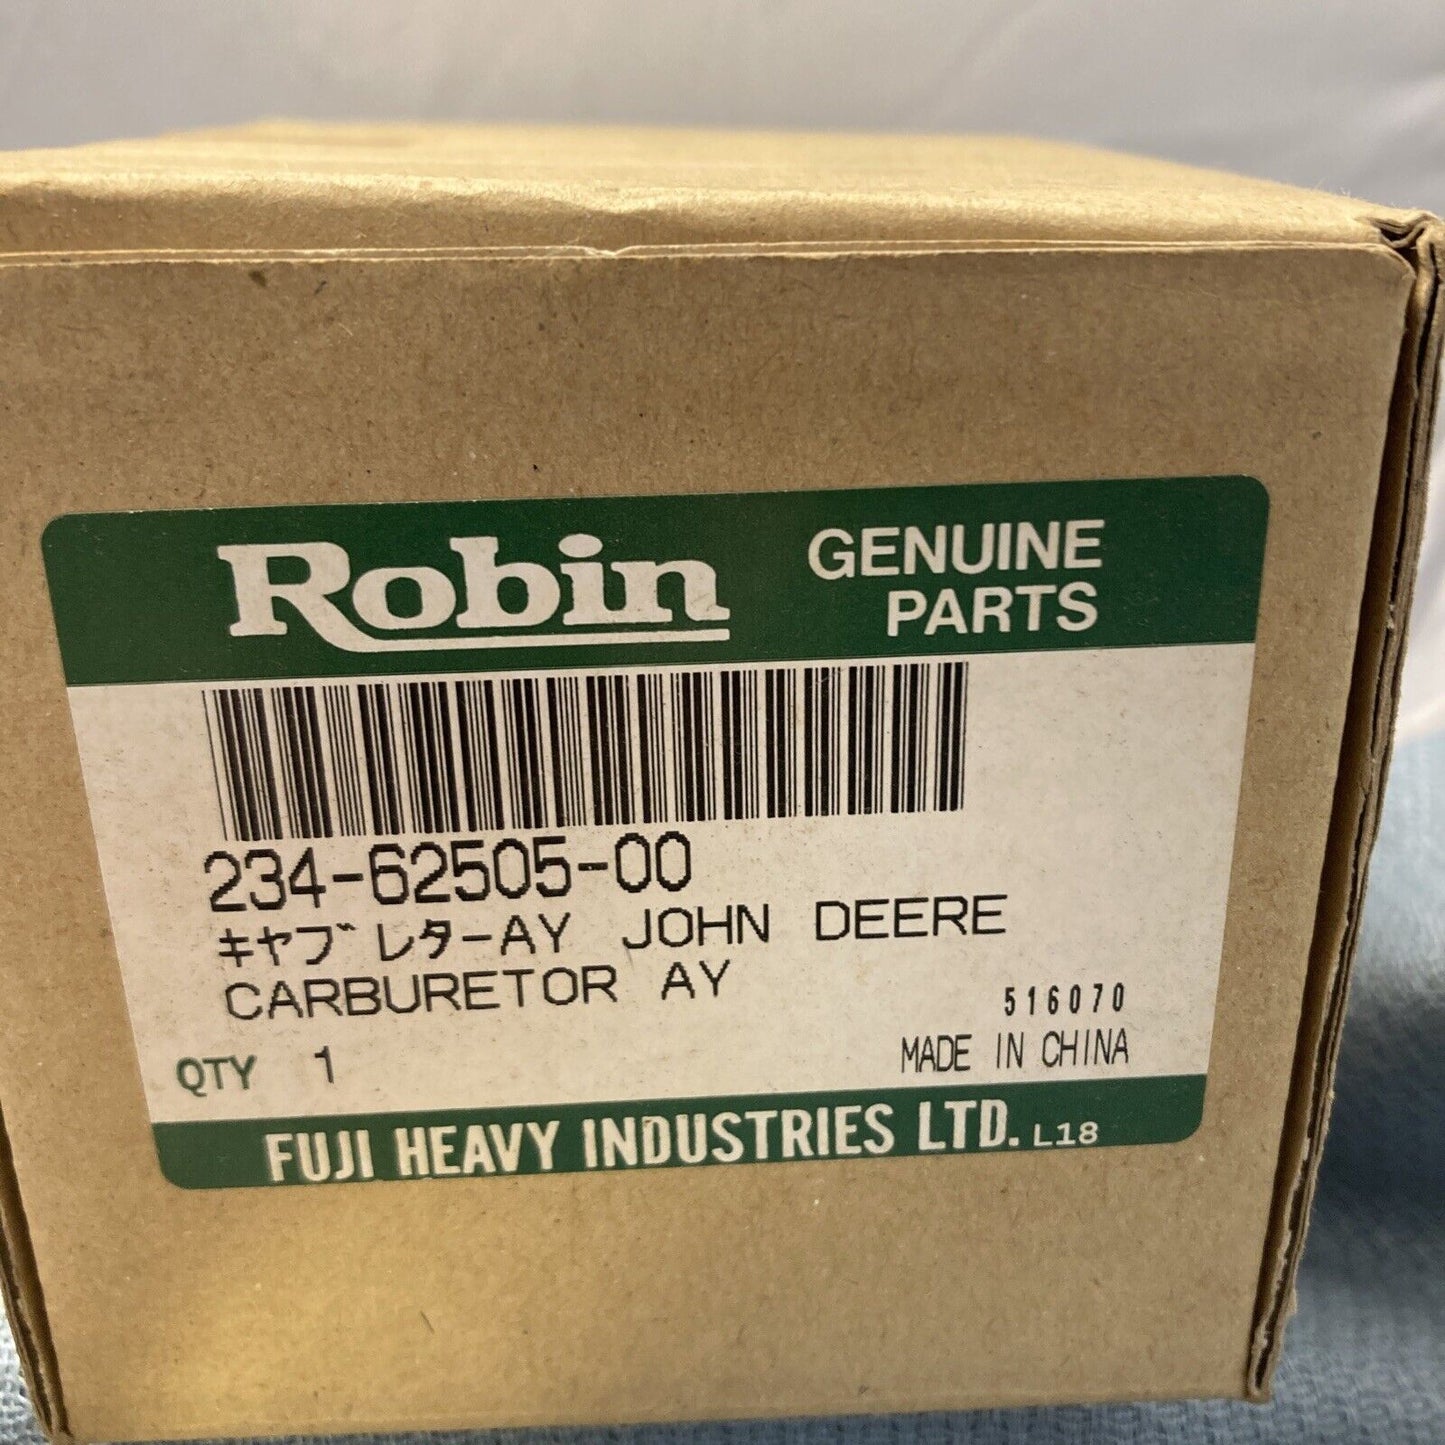 Robin
GENUINE
PARTS
234-62505-00
キヤブレターAY JOHN DEERE
CARBURETOR AY
516070
QTY 1
MADE IN CHINA
FUJI HEAVY INDUSTRIES LTD. L18